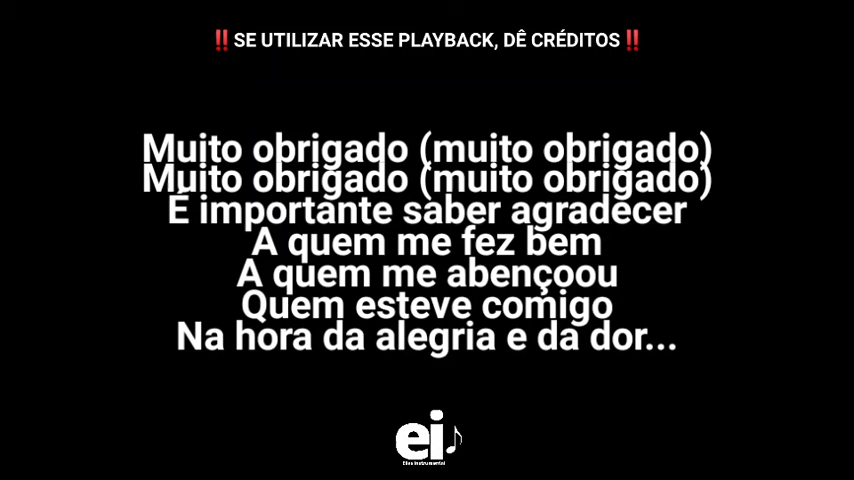 ‼️SE UTILIZAR ESSE PLAYBACK, DÊ CRÉDITOS‼️
Muito obrigado (muito obrigado)
Muito obrigado (muito obrigado)
É importante saber agradecer
A quem me fez bem
A quem me abençoou
Quem esteve comigo
Na hora da alegria e da dor...
ei